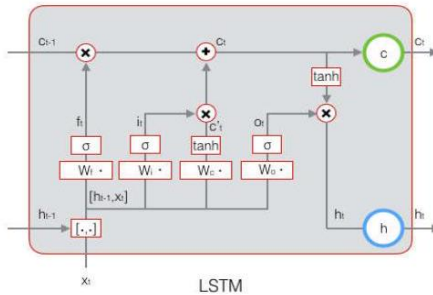 Cₜ₋₁ Cₜ c Cₜ
tanh
fₜ iₜ c'ₜ oₜ
σ σ tanh σ
Wf · Wi · Wc · Wo ·
[hₜ₋₁,xₜ]
hₜ₋₁ [·,·] hₜ h hₜ
xₜ
LSTM